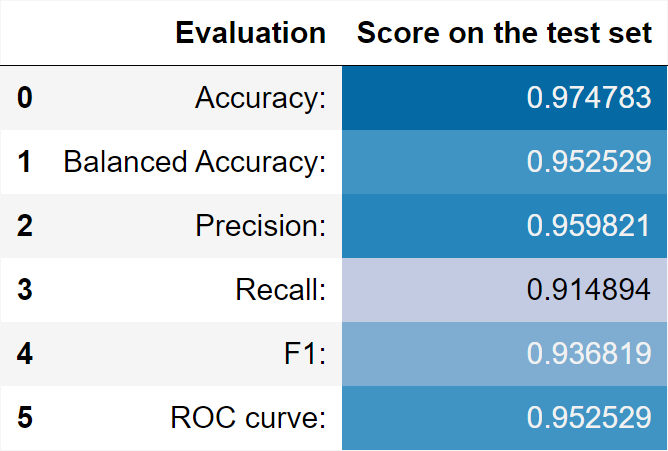 Evaluation Score on the test set
0 Accuracy: 0.974783
1 Balanced Accuracy: 0.952529
2 Precision: 0.959821
3 Recall: 0.914894
4 F1: 0.936819
5 ROC curve: 0.952529